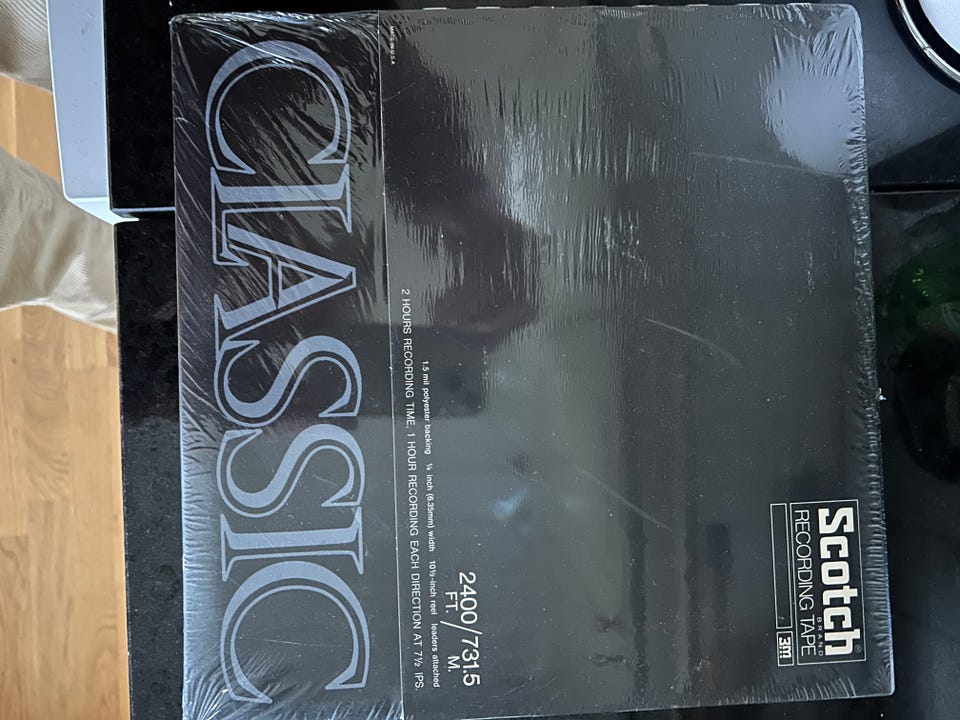 Scotch®
BRAND
RECORDING TAPE
3M
2400/731.5
FT. M.
1.5 mil polyester backing ¼ inch (6.35mm) width 10½-inch reel leaders attached
2 HOURS RECORDING TIME, 1 HOUR RECORDING EACH DIRECTION AT 7½ IPS.
MADE IN U.S.A.
CLASSIC